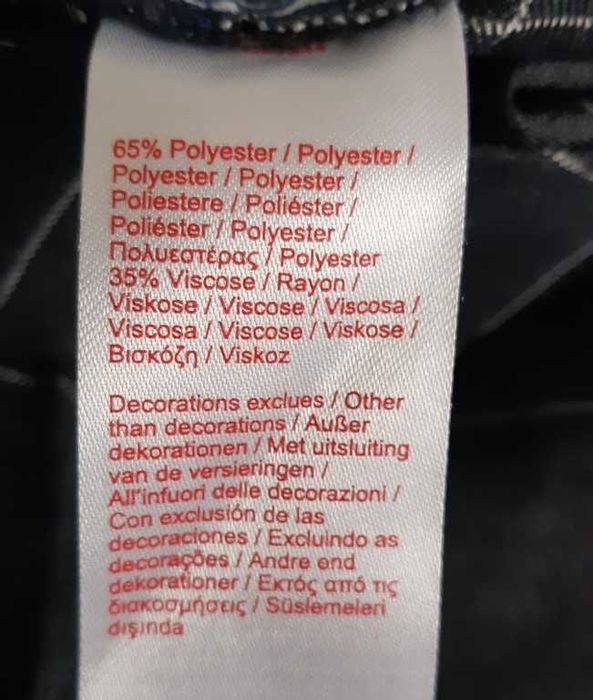 65% Polyester / Polyester /
Polyester / Polyester /
Poliestere / Poliéster /
Poliéster / Polyester /
Πολυεστέρας / Polyester
35% Viscose / Rayon /
Viskose / Viscose / Viscosa /
Viscosa / Viscose / Viskose /
Βισκόζη / Viskoz
Decorations exclues / Other
than decorations / Außer
dekorationen / Met uitsluiting
van de versieringen /
All'infuori delle decorazioni /
Con exclusión de las
decoraciones / Excluindo as
decorações / Andre end
dekorationer / Εκτός από τις
διακοσμήσεις / Süslemeleri
dışında